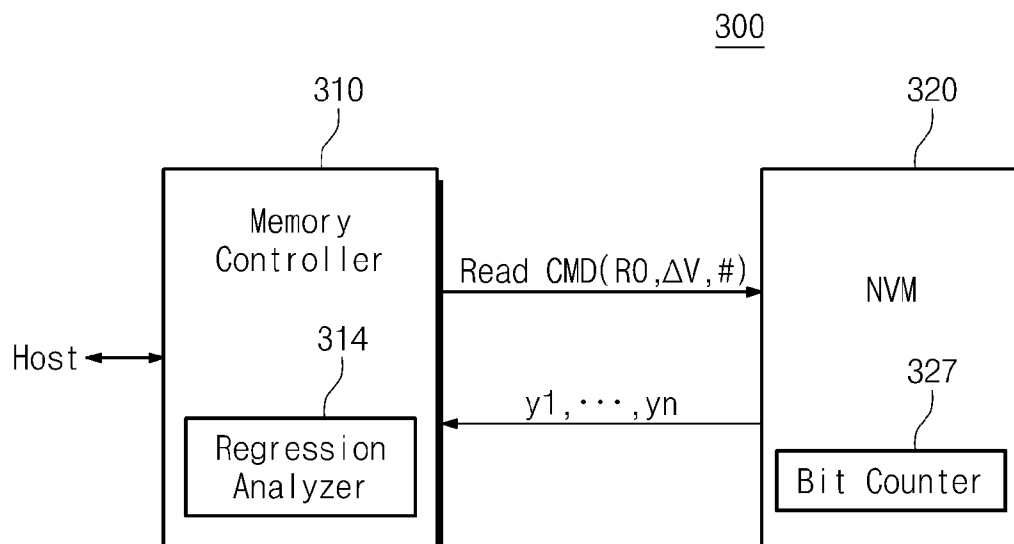 300
310
320
Memory
Controller
Read CMD(R0,ΔV,#)
NVM
Host
314
327
y1,···,yn
Regression
Analyzer
Bit Counter